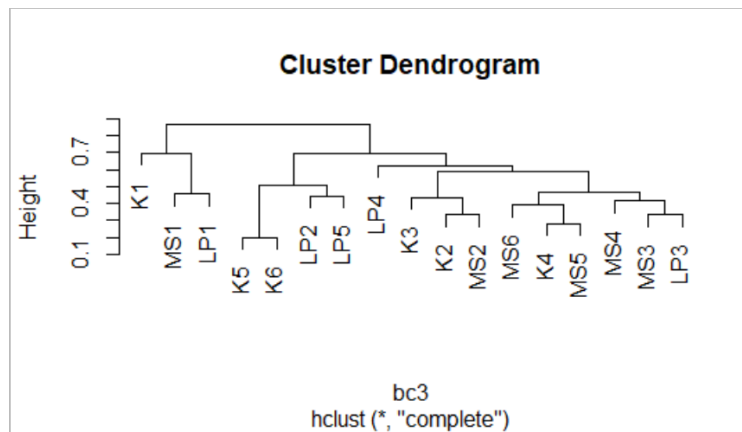 Cluster Dendrogram
Height
0.1 0.4 0.7
K1
MS1
LP1
K5
K6
LP2
LP5
LP4
K3
K2
MS2
MS6
K4
MS5
MS4
MS3
LP3
bc3
hclust (*, "complete")